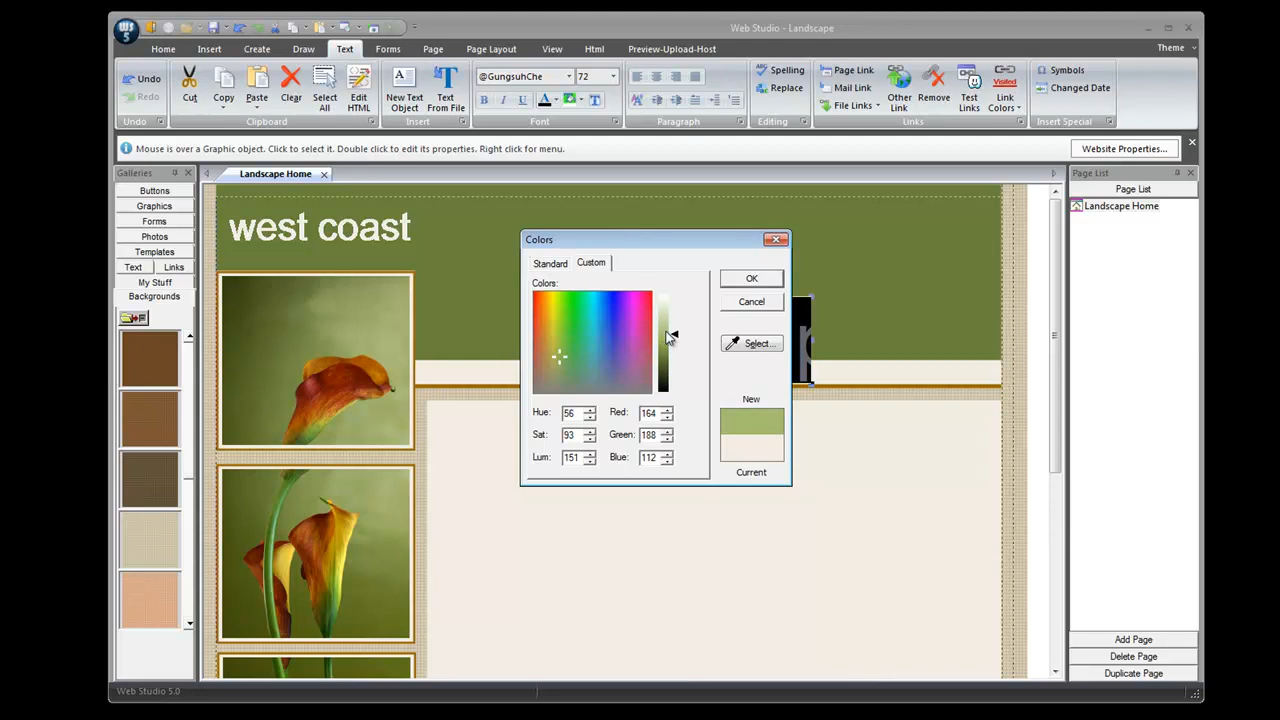 WS 5
Web Studio - Landscape
Home Insert Create Draw Text Forms Page Page Layout View Html Preview-Upload-Host Theme
Undo
Redo
Cut
Copy
Paste
Clear
Select All
Edit HTML
New Text Object
Text From File
@GungsuhChe 72
B I U A T
Spelling
Replace
Page Link
Mail Link
File Links
Other Link
Remove
Test Links
Visited
Link Colors
Symbols
Changed Date
Undo Clipboard Insert Font Paragraph Editing Links Insert Special
Mouse is over a Graphic object. Click to select it. Double click to edit its properties. Right click for menu.
Website Properties...
Galleries
Landscape Home
Page List
Buttons
Graphics
Forms
Photos
Templates
Text Links
My Stuff
Backgrounds
Page List
Landscape Home
west coast
p
Colors
Standard Custom
Colors:
OK
Cancel
Select...
New
Current
Hue: 56 Red: 164
Sat: 93 Green: 188
Lum: 151 Blue: 112
Add Page
Delete Page
Duplicate Page
Web Studio 5.0